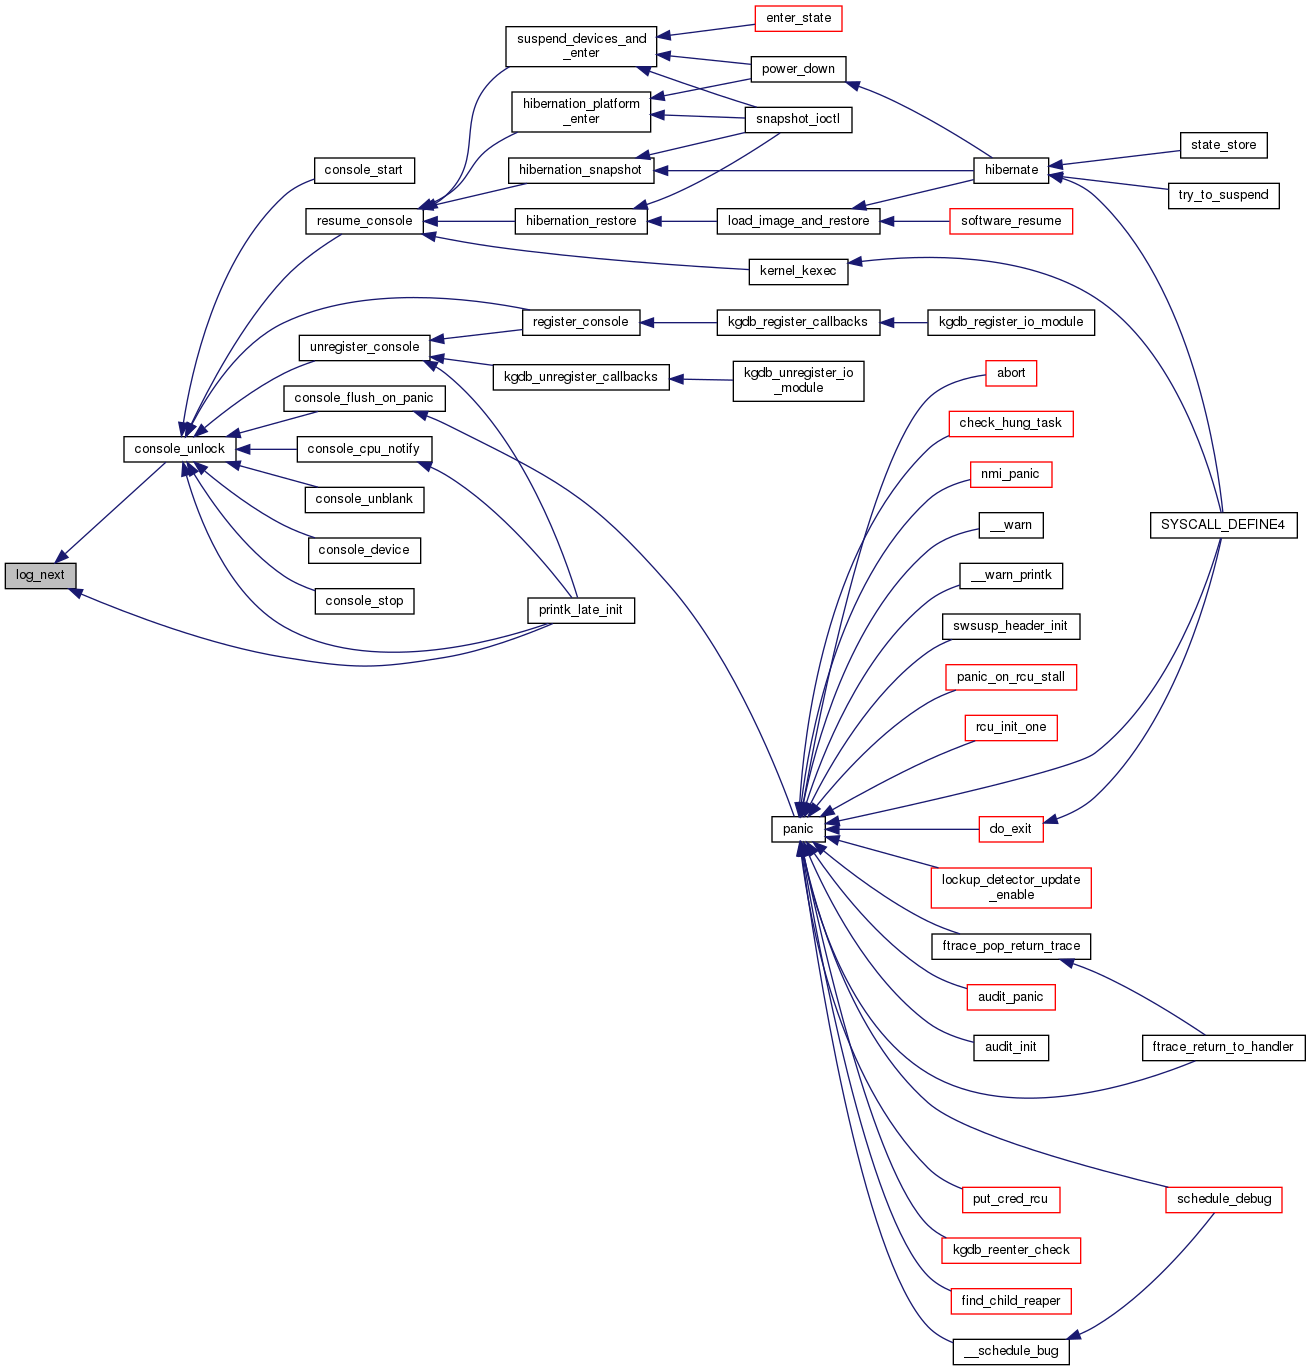 enter_state
suspend_devices_and
_enter
power_down
hibernation_platform
_enter
snapshot_ioctl
state_store
console_start
hibernation_snapshot
hibernate
try_to_suspend
resume_console
hibernation_restore
load_image_and_restore
software_resume
kernel_kexec
register_console
kgdb_register_callbacks
kgdb_register_io_module
unregister_console
kgdb_unregister_callbacks
kgdb_unregister_io
_module
abort
console_flush_on_panic
check_hung_task
console_unlock
console_cpu_notify
nmi_panic
console_unblank
__warn
SYSCALL_DEFINE4
console_device
log_next
__warn_printk
console_stop
printk_late_init
swsusp_header_init
panic_on_rcu_stall
rcu_init_one
panic
do_exit
lockup_detector_update
_enable
ftrace_pop_return_trace
audit_panic
audit_init
ftrace_return_to_handler
put_cred_rcu
schedule_debug
kgdb_reenter_check
find_child_reaper
__schedule_bug